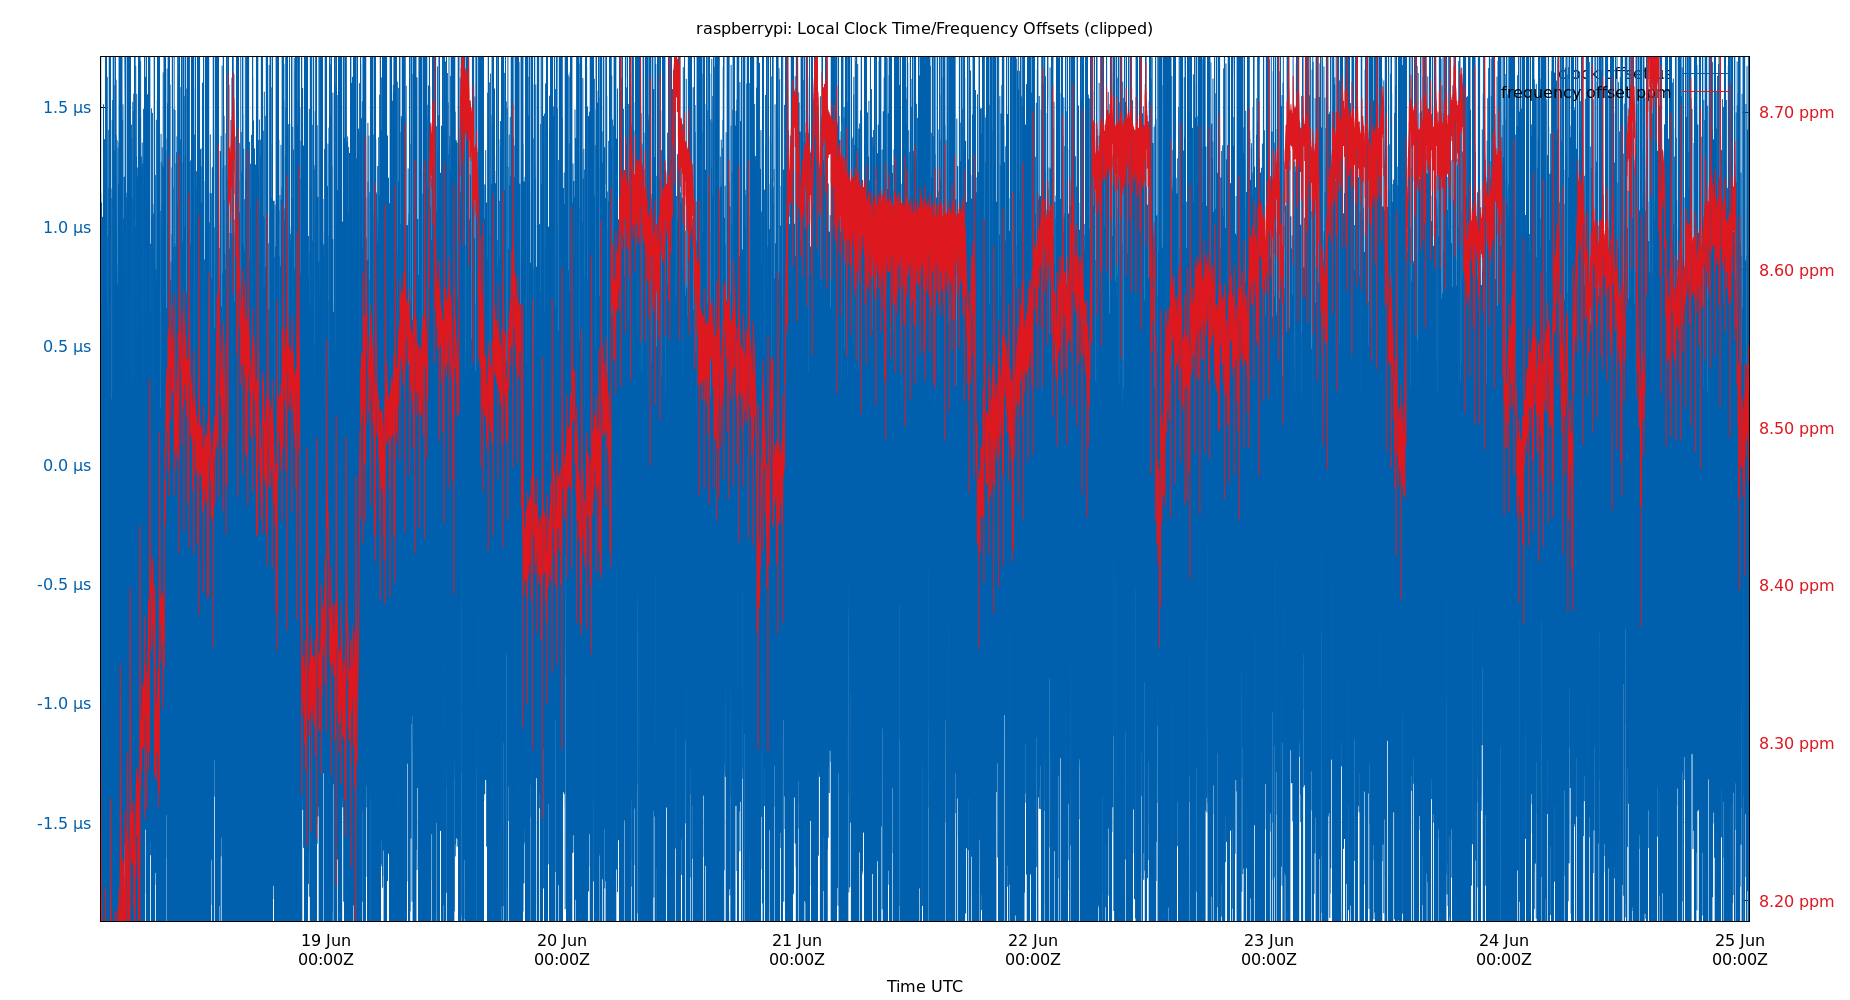 raspberrypi: Local Clock Time/Frequency Offsets (clipped)
clock offset µs
frequency offset ppm
1.5 µs
1.0 µs
0.5 µs
0.0 µs
-0.5 µs
-1.0 µs
-1.5 µs
8.70 ppm
8.60 ppm
8.50 ppm
8.40 ppm
8.30 ppm
8.20 ppm
19 Jun
00:00Z
20 Jun
00:00Z
21 Jun
00:00Z
22 Jun
00:00Z
23 Jun
00:00Z
24 Jun
00:00Z
25 Jun
00:00Z
Time UTC